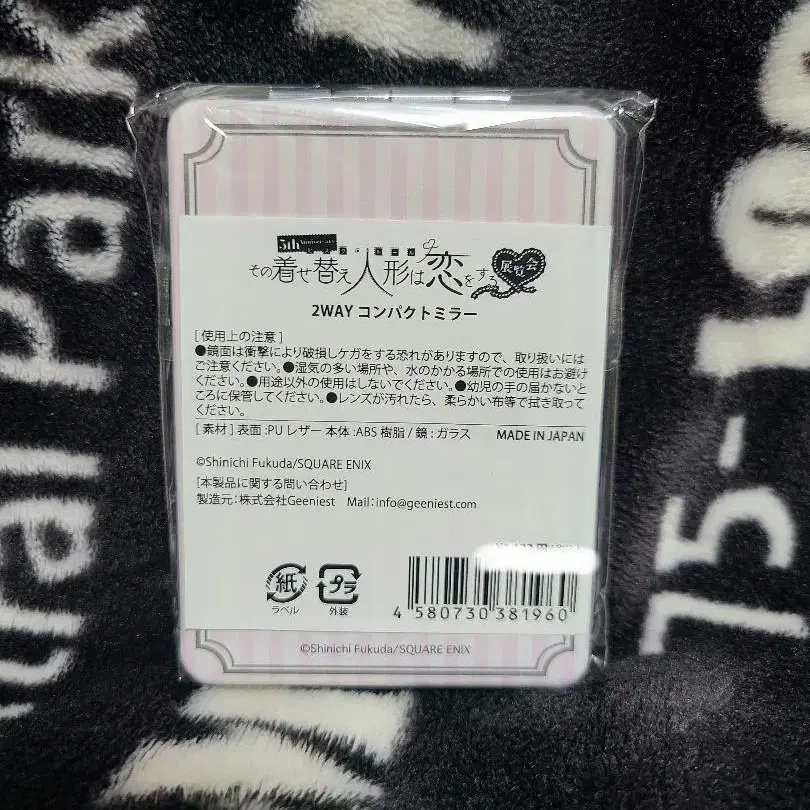 5th Anniversary
ビスク・ドール
その着せ替え人形は恋をする 展覧会
2WAY コンパクトミラー
[ 使用上の注意 ]
●鏡面は衝撃により破損しケガをする恐れがありますので、取り扱いには
ご注意ください。●湿気の多い場所や、水のかかる場所での使用はお避け
ください。●用途以外の使用はしないでください。●幼児の手の届かないと
ころに保管してください。●レンズが汚れたら、柔らかい布等で拭き取って
ください。
[ 素材 ] 表面 :PU レザー 本体 :ABS 樹脂 / 鏡 : ガラス MADE IN JAPAN
©Shinichi Fukuda/SQUARE ENIX
[本製品に関する問い合わせ]
製造元：株式会社Geeniest Mail：info@geeniest.com
紙
ラベル
プラ
外装
4 580730 381960
©Shinichi Fukuda/SQUARE ENIX
ural park
75-